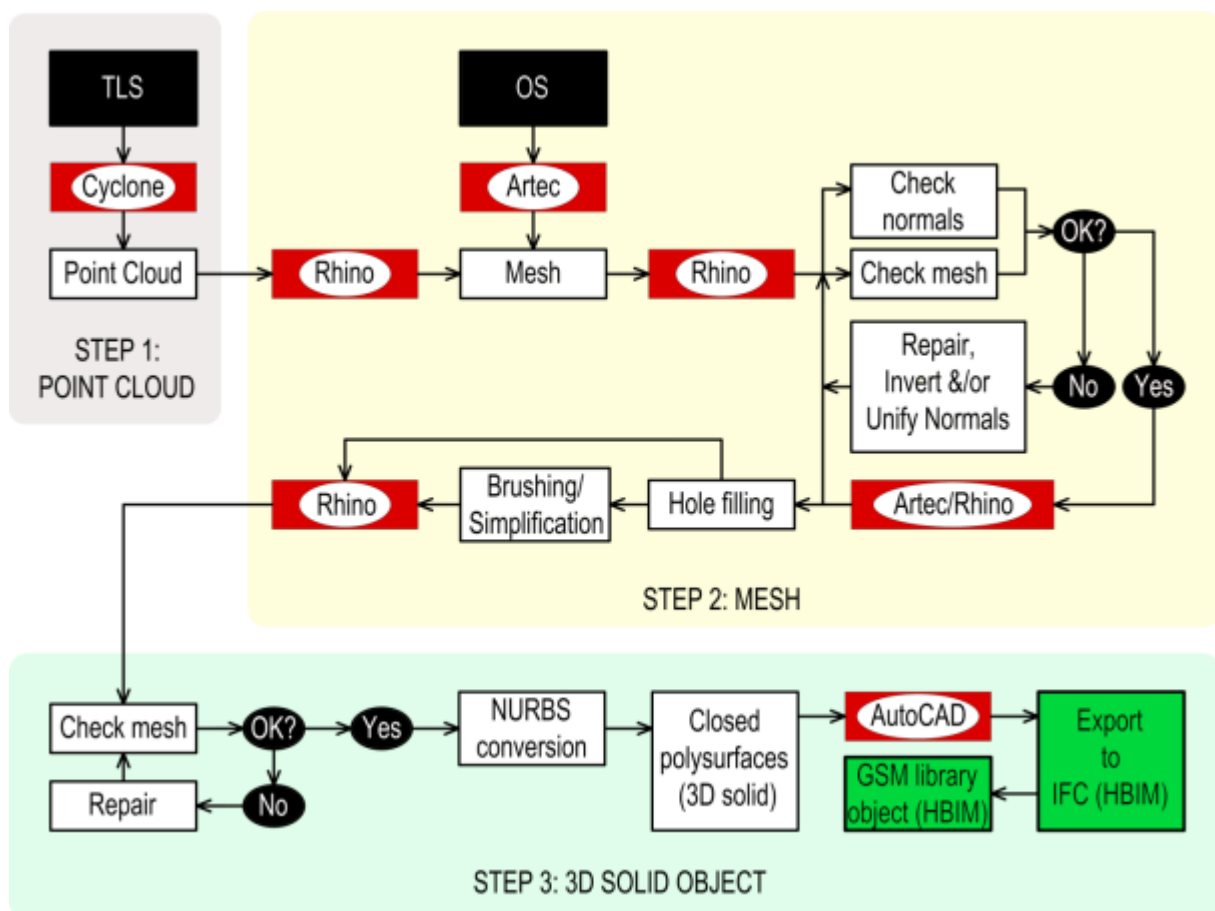 TLS
Cyclone
Point Cloud
STEP 1:
POINT CLOUD
OS
Artec
Rhino
Mesh
Rhino
Check
normals
Check mesh
OK?
Repair,
Invert &/or
Unify Normals
No
Yes
Artec/Rhino
Hole filling
Brushing/
Simplification
Rhino
STEP 2: MESH
Check mesh
OK?
Yes
Repair
No
NURBS
conversion
Closed
polysurfaces
(3D solid)
AutoCAD
Export
to
IFC (HBIM)
GSM library
object (HBIM)
STEP 3: 3D SOLID OBJECT